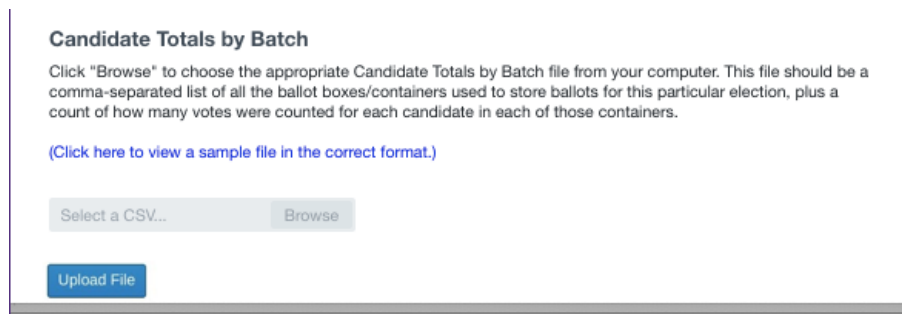 Candidate Totals by Batch
Click "Browse" to choose the appropriate Candidate Totals by Batch file from your computer. This file should be a
comma-separated list of all the ballot boxes/containers used to store ballots for this particular election, plus a
count of how many votes were counted for each candidate in each of those containers.
(Click here to view a sample file in the correct format.)
Select a CSV... Browse
Upload File